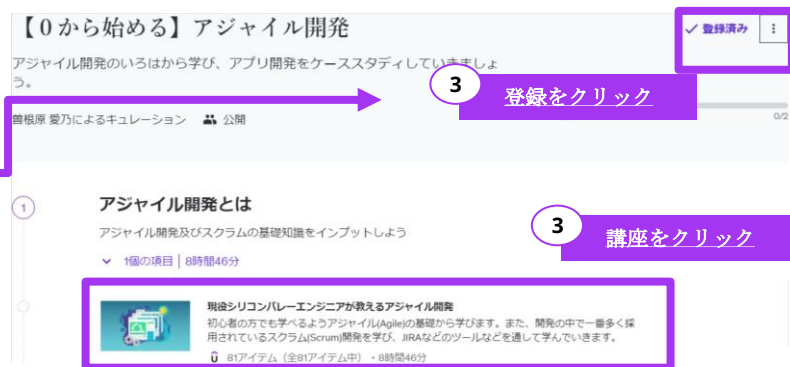 【0から始める】アジャイル開発
✓ 登録済み
アジャイル開発のいろはから学び、アプリ開発をケーススタディしていきましょ
う。
3
登録をクリック
曽根原 愛乃によるキュレーション 公開
0/2
1
アジャイル開発とは
アジャイル開発及びスクラムの基礎知識をインプットしよう
3
講座をクリック
1個の項目 | 8時間46分
現役シリコンバレーエンジニアが教えるアジャイル開発
初心者の方でも学べるようアジャイル(Agile)の基礎から学びます。また、開発の中で一番多く採
用されているスクラム(Scrum)開発を学び、JIRAなどのツールなどを通して学んでいきます。
81アイテム（全81アイテム中）・8時間46分